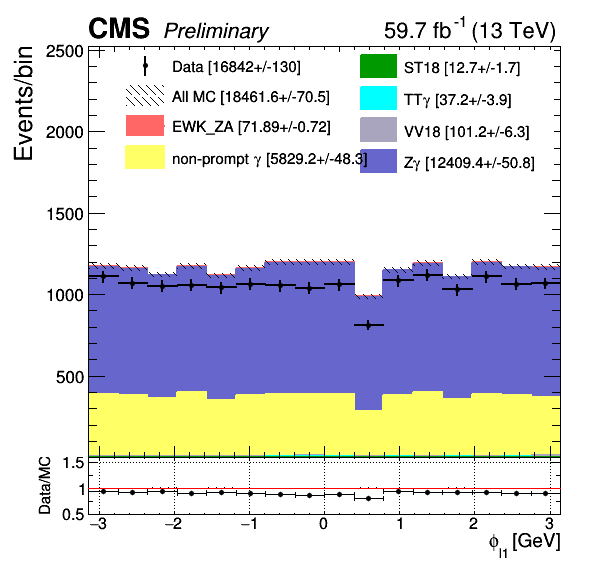 CMS Preliminary 59.7 fb⁻¹ (13 TeV)
Events/bin
2500
2000
1500
1000
500
Data [16842+/-130]
All MC [18461.6+/-70.5]
EWK_ZA [71.89+/-0.72]
non-prompt γ [5829.2+/-48.3]
ST18 [12.7+/-1.7]
TTγ [37.2+/-3.9]
VV18 [101.2+/-6.3]
Zγ [12409.4+/-50.8]
Data/MC
1.5
1
0.5
−3 −2 −1 0 1 2 3
ϕ_l1 [GeV]